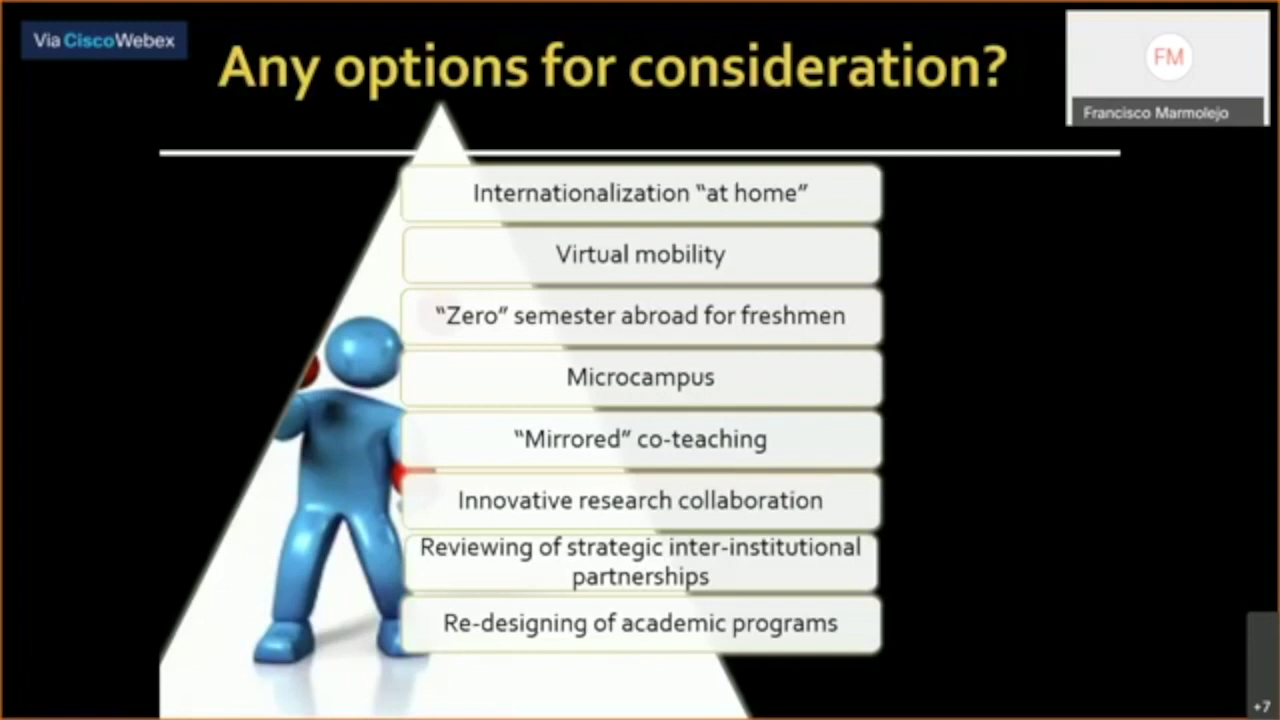 Via CiscoWebex
Any options for consideration?
FM
Francisco Marmolejo
Internationalization “at home”
Virtual mobility
“Zero” semester abroad for freshmen
Microcampus
“Mirrored” co-teaching
Innovative research collaboration
Reviewing of strategic inter-institutional
partnerships
Re-designing of academic programs
+7